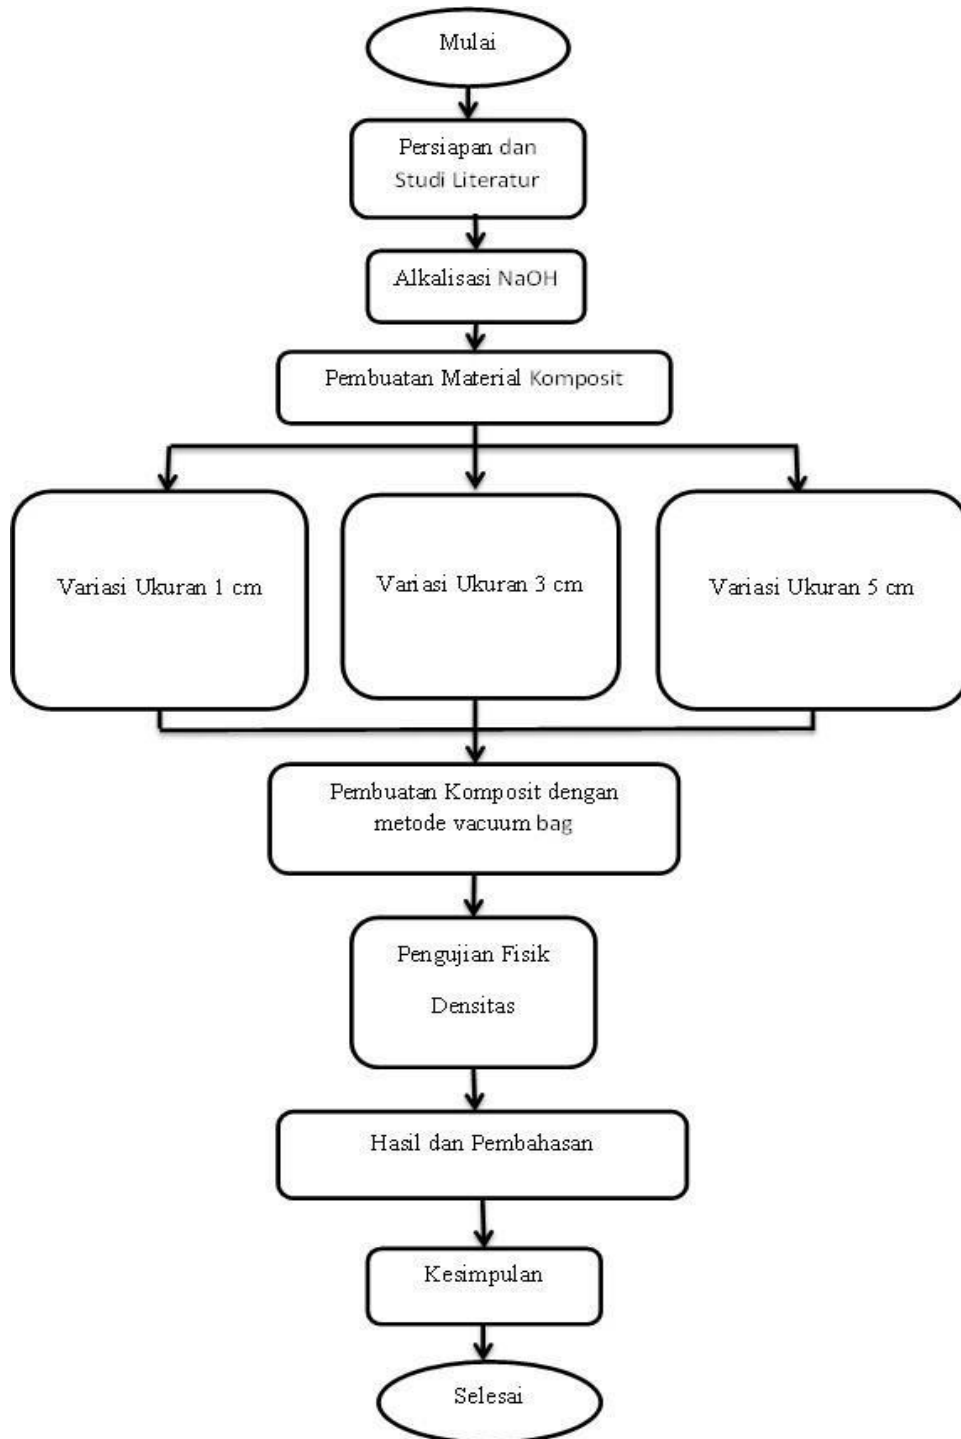 Mulai
Persiapan dan
Studi Literatur
Alkalisasi NaOH
Pembuatan Material Komposit
Variasi Ukuran 1 cm
Variasi Ukuran 3 cm
Variasi Ukuran 5 cm
Pembuatan Komposit dengan
metode vacuum bag
Pengujian Fisik
Densitas
Hasil dan Pembahasan
Kesimpulan
Selesai